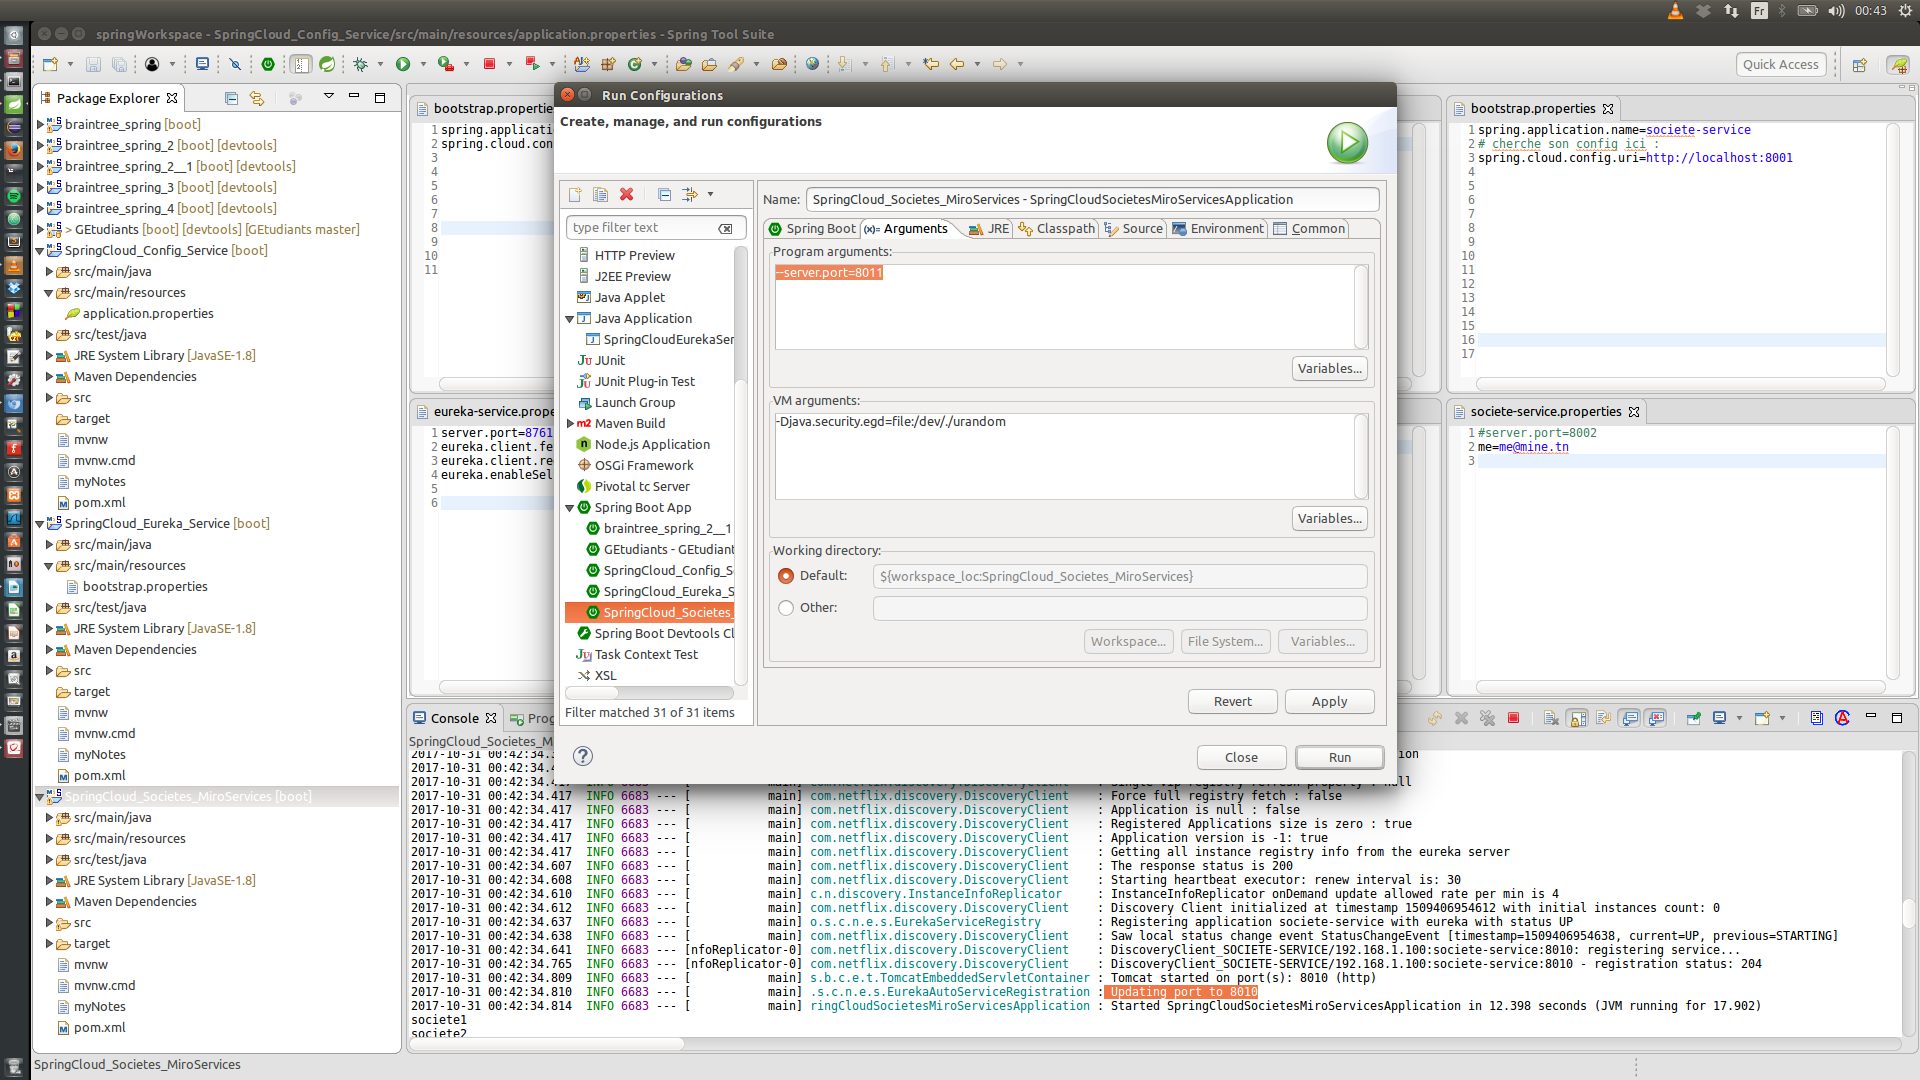 Fr
00:43
springWorkspace - SpringCloud_Config_Service/src/main/resources/application.properties - Spring Tool Suite
Quick Access
Package Explorer
braintree_spring [boot]
braintree_spring_2 [boot] [devtools]
braintree_spring_2__1 [boot] [devtools]
braintree_spring_3 [boot] [devtools]
braintree_spring_4 [boot] [devtools]
> GEtudiants [boot] [devtools] [GEtudiants master]
SpringCloud_Config_Service [boot]
src/main/java
src/main/resources
application.properties
src/test/java
JRE System Library [JavaSE-1.8]
Maven Dependencies
src
target
mvnw
mvnw.cmd
myNotes
pom.xml
SpringCloud_Eureka_Service [boot]
src/main/java
src/main/resources
bootstrap.properties
src/test/java
JRE System Library [JavaSE-1.8]
Maven Dependencies
src
target
mvnw
mvnw.cmd
myNotes
pom.xml
SpringCloud_Societes_MiroServices [boot]
src/main/java
src/main/resources
src/test/java
JRE System Library [JavaSE-1.8]
Maven Dependencies
src
target
mvnw
mvnw.cmd
myNotes
pom.xml
SpringCloud_Societes_MiroServices
bootstrap.properties
1 spring.applicatio
2 spring.cloud.con
3
4
5
6
7
8
9
10
11
eureka-service.prope
1 server.port=8761
2 eureka.client.fe
3 eureka.client.re
4 eureka.enableSel
5
6
Run Configurations
Create, manage, and run configurations
type filter text
HTTP Preview
J2EE Preview
Java Applet
Java Application
SpringCloudEurekaSer
JUnit
JUnit Plug-in Test
Launch Group
Maven Build
Node.js Application
OSGi Framework
Pivotal tc Server
Spring Boot App
braintree_spring_2__1
GEtudiants - GEtudiant
SpringCloud_Config_S
SpringCloud_Eureka_S
SpringCloud_Societes_
Spring Boot Devtools Cl
Task Context Test
XSL
Filter matched 31 of 31 items
Name: SpringCloud_Societes_MiroServices - SpringCloudSocietesMiroServicesApplication
Spring Boot
(x)= Arguments
JRE
Classpath
Source
Environment
Common
Program arguments:
--server.port=8011
Variables...
VM arguments:
-Djava.security.egd=file:/dev/./urandom
Variables...
Working directory:
Default: ${workspace_loc:SpringCloud_Societes_MiroServices}
Other:
Workspace... File System... Variables...
Revert Apply
Close Run
bootstrap.properties
1 spring.application.name=societe-service
2 # cherche son config ici :
3 spring.cloud.config.uri=http://localhost:8001
4
5
6
7
8
9
10
11
12
13
14
15
16
17
societe-service.properties
1 #server.port=8002
2 me=me@mine.tn
3
Console
Prog
SpringCloud_Societes_M
2017-10-31 00:42:34.417 INFO 6683 --- [ main] com.netflix.discovery.DiscoveryClient : Force full registry fetch : false
2017-10-31 00:42:34.417 INFO 6683 --- [ main] com.netflix.discovery.DiscoveryClient : Application is null : false
2017-10-31 00:42:34.417 INFO 6683 --- [ main] com.netflix.discovery.DiscoveryClient : Registered Applications size is zero : true
2017-10-31 00:42:34.417 INFO 6683 --- [ main] com.netflix.discovery.DiscoveryClient : Application version is -1: true
2017-10-31 00:42:34.417 INFO 6683 --- [ main] com.netflix.discovery.DiscoveryClient : Getting all instance registry info from the eureka server
2017-10-31 00:42:34.607 INFO 6683 --- [ main] com.netflix.discovery.DiscoveryClient : The response status is 200
2017-10-31 00:42:34.608 INFO 6683 --- [ main] com.netflix.discovery.DiscoveryClient : Starting heartbeat executor: renew interval is: 30
2017-10-31 00:42:34.610 INFO 6683 --- [ main] c.n.discovery.InstanceInfoReplicator : InstanceInfoReplicator onDemand update allowed rate per min is 4
2017-10-31 00:42:34.612 INFO 6683 --- [ main] com.netflix.discovery.DiscoveryClient : Discovery Client initialized at timestamp 1509406954612 with initial instances count: 0
2017-10-31 00:42:34.637 INFO 6683 --- [ main] o.s.c.n.e.s.EurekaServiceRegistry : Registering application societe-service with eureka with status UP
2017-10-31 00:42:34.638 INFO 6683 --- [ main] com.netflix.discovery.DiscoveryClient : Saw local status change event StatusChangeEvent [timestamp=1509406954638, current=UP, previous=STARTING]
2017-10-31 00:42:34.641 INFO 6683 --- [nfoReplicator-0] com.netflix.discovery.DiscoveryClient : DiscoveryClient_SOCIETE-SERVICE/192.168.1.100:societe-service:8010: registering service...
2017-10-31 00:42:34.765 INFO 6683 --- [nfoReplicator-0] com.netflix.discovery.DiscoveryClient : DiscoveryClient_SOCIETE-SERVICE/192.168.1.100:societe-service:8010 - registration status: 204
2017-10-31 00:42:34.809 INFO 6683 --- [ main] s.b.c.e.t.TomcatEmbeddedServletContainer : Tomcat started on port(s): 8010 (http)
2017-10-31 00:42:34.810 INFO 6683 --- [ main] .s.c.n.e.s.EurekaAutoServiceRegistration : Updating port to 8010
2017-10-31 00:42:34.814 INFO 6683 --- [ main] ringCloudSocietesMiroServicesApplication : Started SpringCloudSocietesMiroServicesApplication in 12.398 seconds (JVM running for 17.902)
societe1
societe2